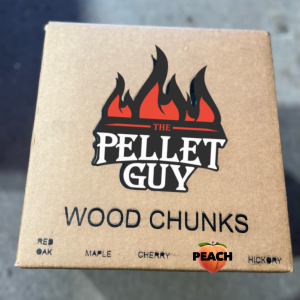 THE
PELLET
GUY
WOOD CHUNKS
RED
OAK
MAPLE
CHERRY
PEACH
HICKORY